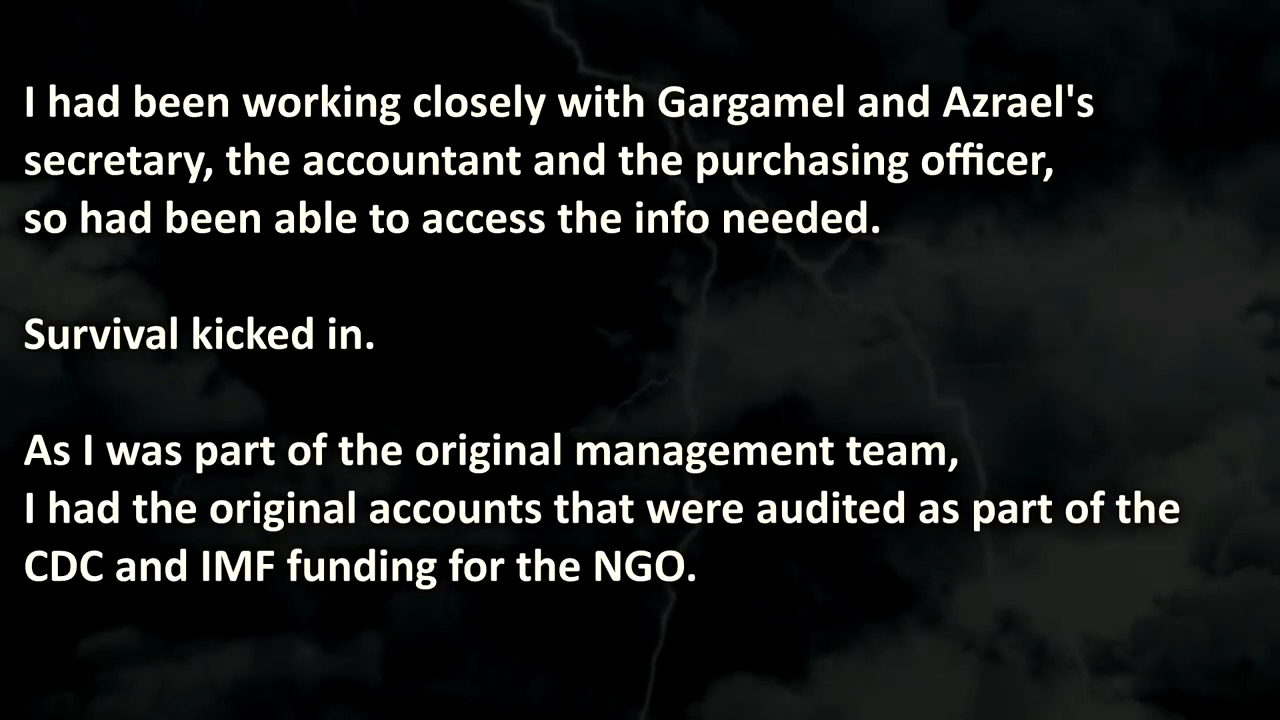 I had been working closely with Gargamel and Azrael's
secretary, the accountant and the purchasing officer,
so had been able to access the info needed.
Survival kicked in.
As I was part of the original management team,
I had the original accounts that were audited as part of the
CDC and IMF funding for the NGO.